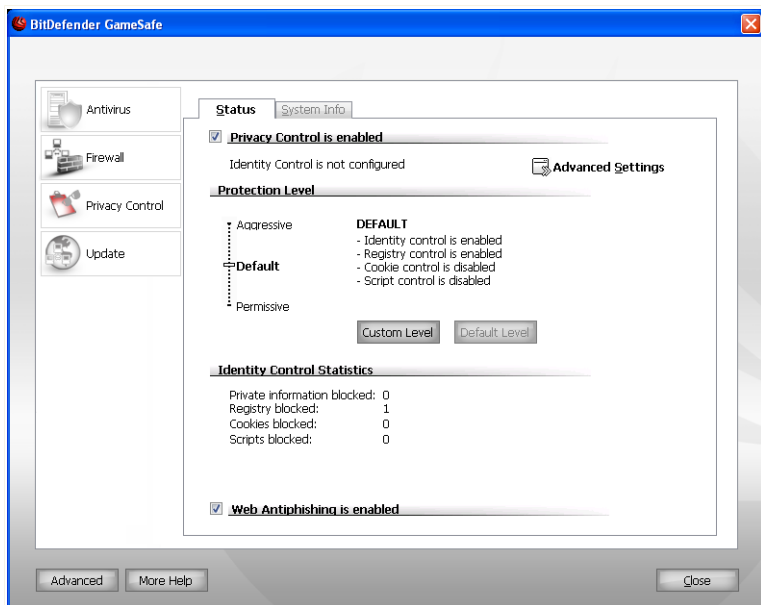 BitDefender GameSafe
Antivirus
Firewall
Privacy Control
Update
Status System Info
Privacy Control is enabled
Identity Control is not configured
Advanced Settings
Protection Level
Aggressive
Default
Permissive
DEFAULT
- Identity control is enabled
- Registry control is enabled
- Cookie control is disabled
- Script control is disabled
Custom Level Default Level
Identity Control Statistics
Private information blocked: 0
Registry blocked: 1
Cookies blocked: 0
Scripts blocked: 0
Web Antiphishing is enabled
Advanced More Help Close